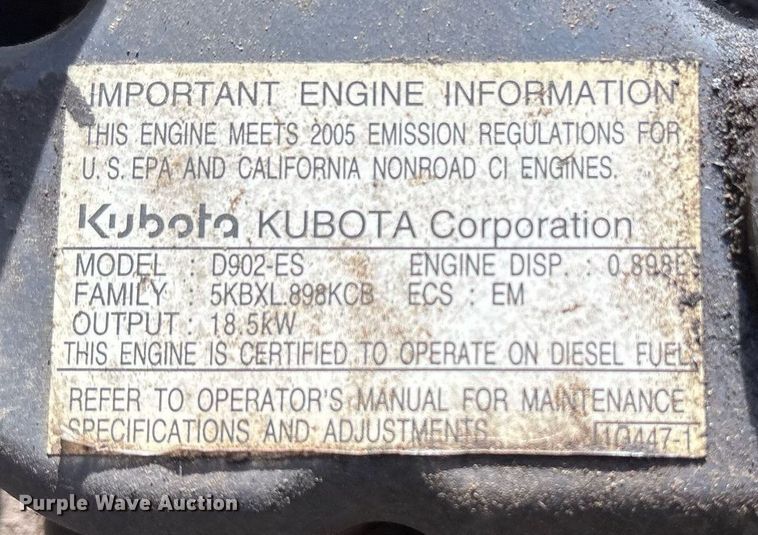 IMPORTANT ENGINE INFORMATION
THIS ENGINE MEETS 2005 EMISSION REGULATIONS FOR
U.S. EPA AND CALIFORNIA NONROAD CI ENGINES.
Kubota KUBOTA Corporation
MODEL : D902-ES ENGINE DISP. : 0.898L
FAMILY : 5KBXL.898KCB ECS : EM
OUTPUT : 18.5kW
THIS ENGINE IS CERTIFIED TO OPERATE ON DIESEL FUEL
REFER TO OPERATOR'S MANUAL FOR MAINTENANCE
SPECIFICATIONS AND ADJUSTMENTS
Purple Wave Auction